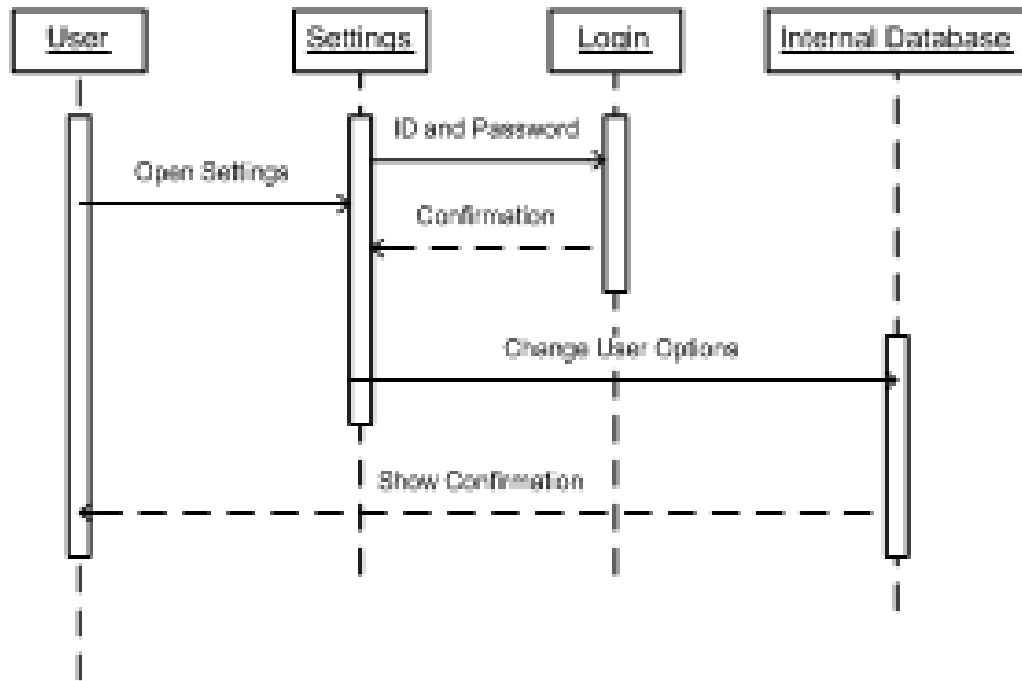 User
Settings
Login
Internal Database
ID and Password
Open Settings
Confirmation
Change User Options
Show Confirmation